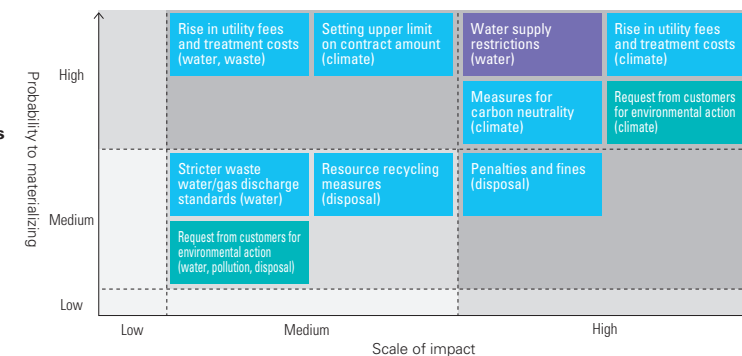 Probability to materializing
High
Medium
Low
s
Rise in utility fees
and treatment costs
(water, waste)
Setting upper limit
on contract amount
(climate)
Water supply
restrictions
(water)
Rise in utility fees
and treatment costs
(climate)
Measures for
carbon neutrality
(climate)
Request from customers
for environmental action
(climate)
Stricter waste
water/gas discharge
standards (water)
Resource recycling
measures
(disposal)
Penalties and fines
(disposal)
Request from customers for
environmental action
(water, pollution, disposal)
Low
Medium
High
Scale of impact